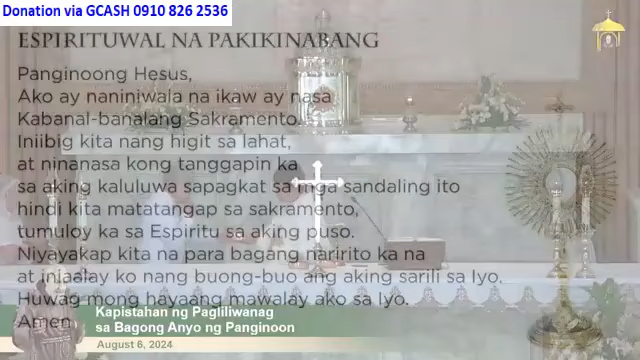 Donation via GCASH 0910 826 2536
ESPIRITUWAL NA PAKIKINABANG
Panginoong Hesus,
Ako ay naniniwala na ikaw ay nasa
Kabanal-banalang Sakramento.
Iniibig kita nang higit sa lahat,
at ninanasa kong tanggapin ka
sa aking kaluluwa sapagkat sa mga sandaling ito
hindi kita matatangap sa sakramento,
tumuloy ka sa Espiritu sa aking puso.
Niyayakap kita na para bagang naririto ka na
at iniaalay ko nang buong-buo ang aking sarili sa Iyo.
Huwag mong hayaang mawalay ako sa Iyo.
Amen
Kapistahan ng Pagliliwanag
sa Bagong Anyo ng Panginoon
August 6, 2024